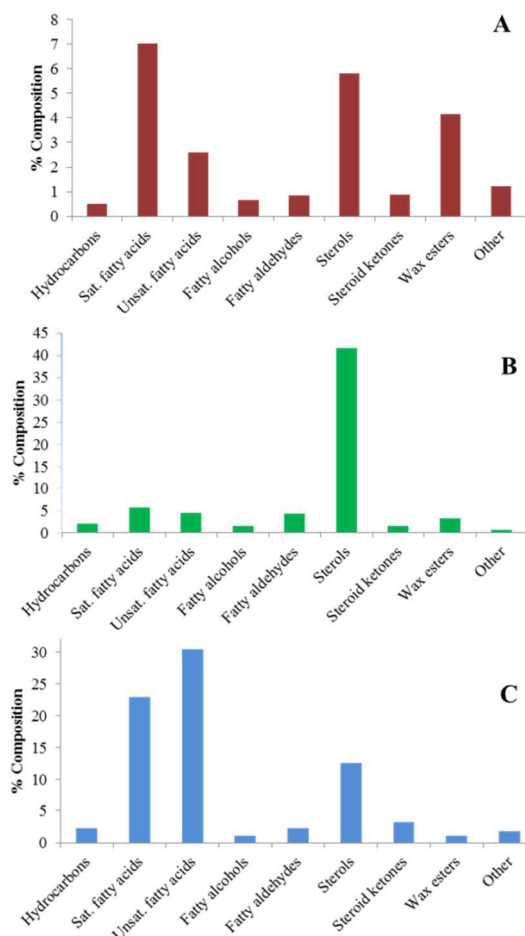 A
% Composition
8
7
6
5
4
3
2
1
0
Hydrocarbons
Sat. fatty acids
Unsat. fatty acids
Fatty alcohols
Fatty aldehydes
Sterols
Steroid ketones
Wax esters
Other
B
% Composition
45
40
35
30
25
20
15
10
5
0
Hydrocarbons
Sat. fatty acids
Unsat. fatty acids
Fatty alcohols
Fatty aldehydes
Sterols
Steroid ketones
Wax esters
Other
C
% Composition
30
25
20
15
10
5
0
Hydrocarbons
Sat. fatty acids
Unsat. fatty acids
Fatty alcohols
Fatty aldehydes
Sterols
Steroid ketones
Wax esters
Other